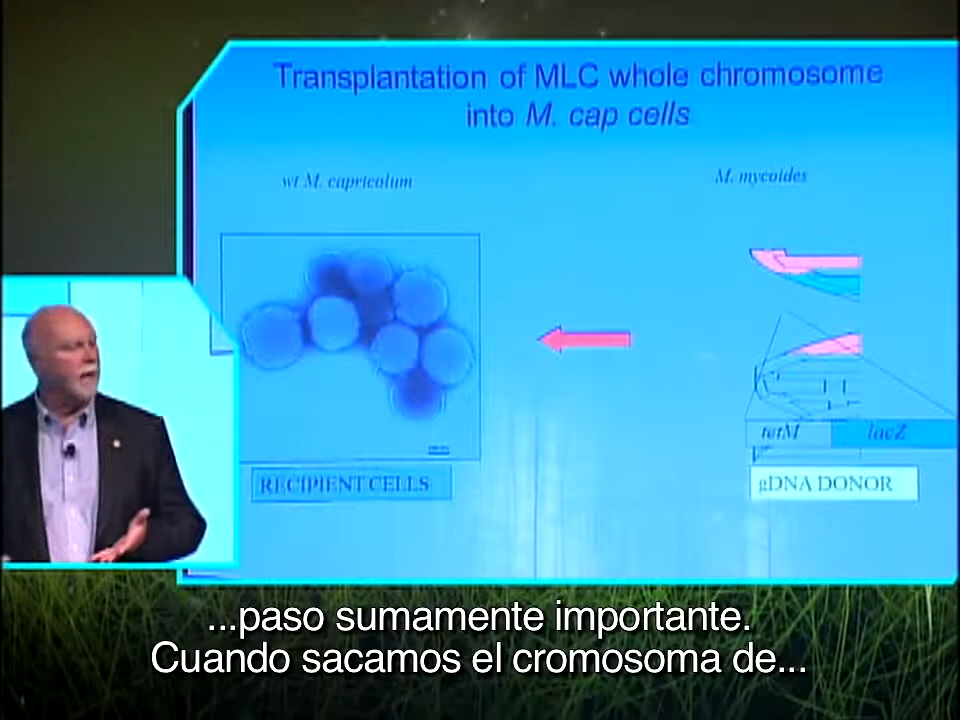 Transplantation of MLC whole chromosome
into M. cap cells
wt M. capricolum
M. mycoides
tetM
lacZ
RECIPIENT CELLS
gDNA DONOR
...paso sumamente importante.
Cuando sacamos el cromosoma de...